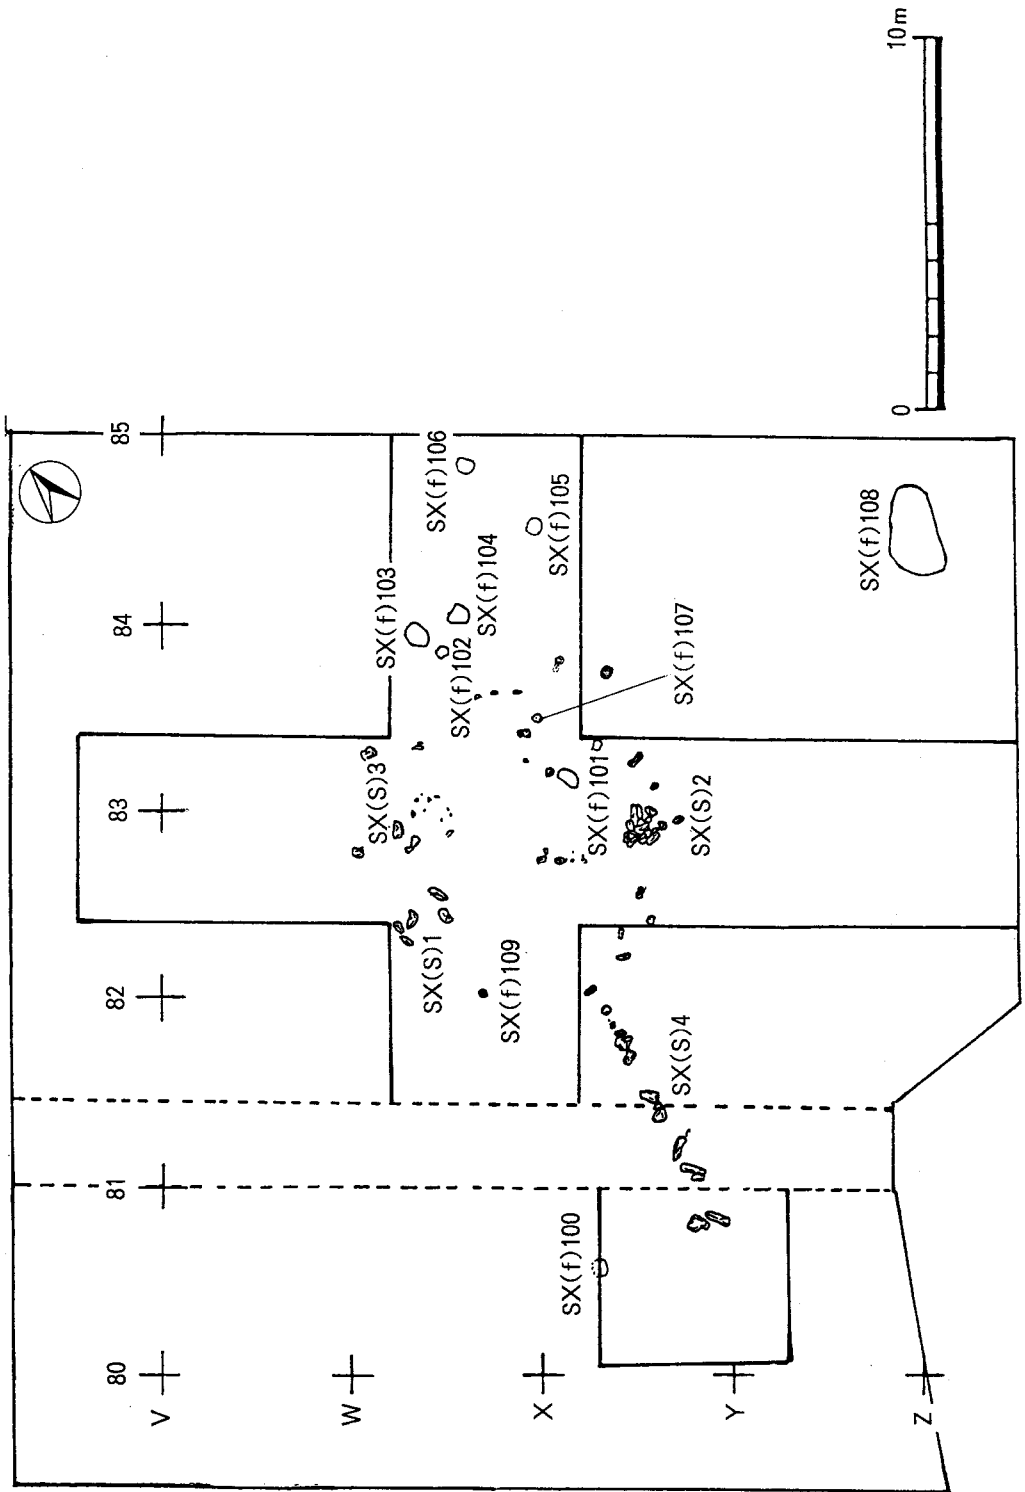 V
W
X
Y
Z
80
81
82
83
84
85
SX(S)1
SX(S)3
SX(f)102
SX(f)103
SX(f)104
SX(f)106
SX(f)109
SX(f)105
SX(f)101
SX(f)107
SX(f)100
SX(S)4
SX(S)2
SX(f)108
0
10m